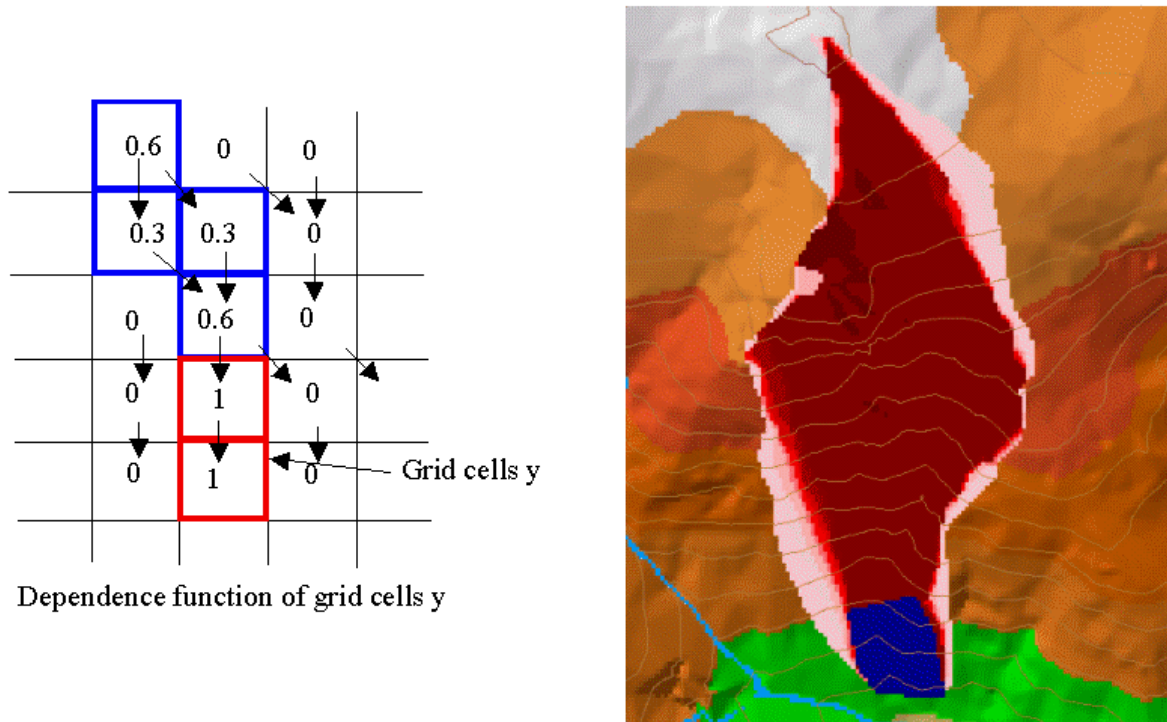 0.6 0 0
0.3 0.3 0
0 0.6 0
0 1 0
0 1 0
Grid cells y
Dependence function of grid cells y